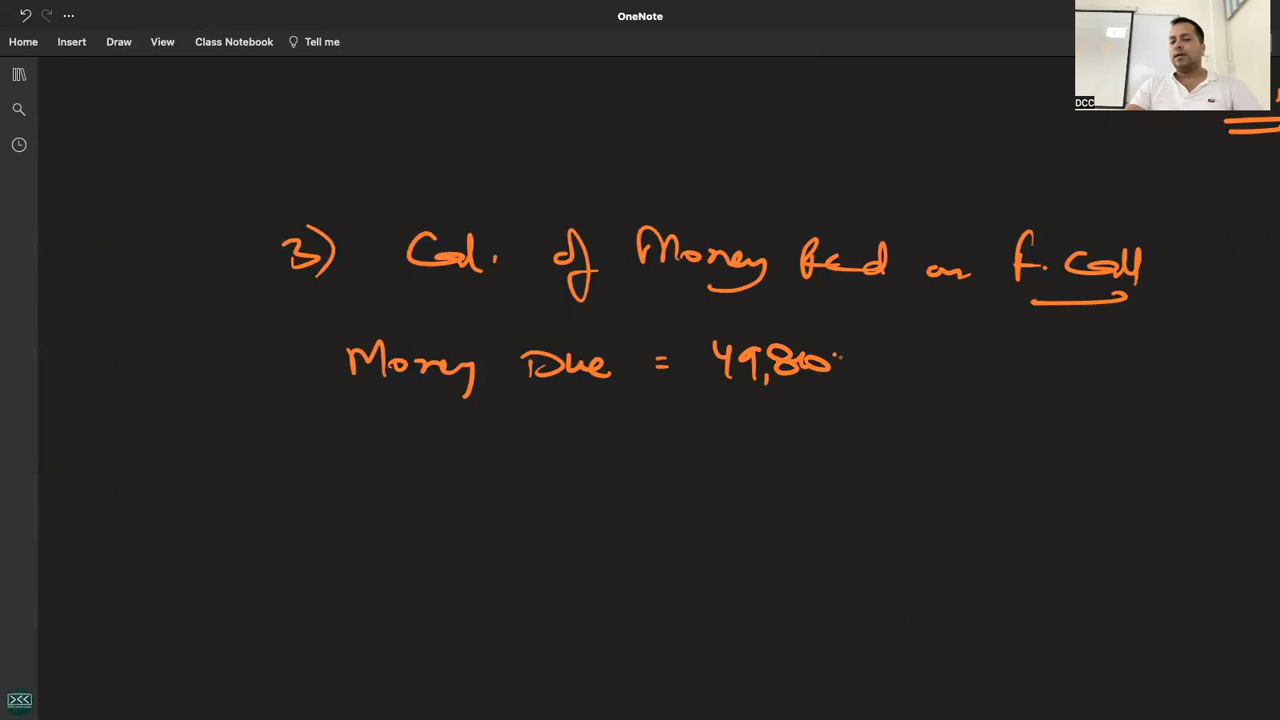 OneNote
Home Insert Draw View Class Notebook Tell me
DCC
3) Cal. of Money Recd on F. Call
Money Due = 49,800